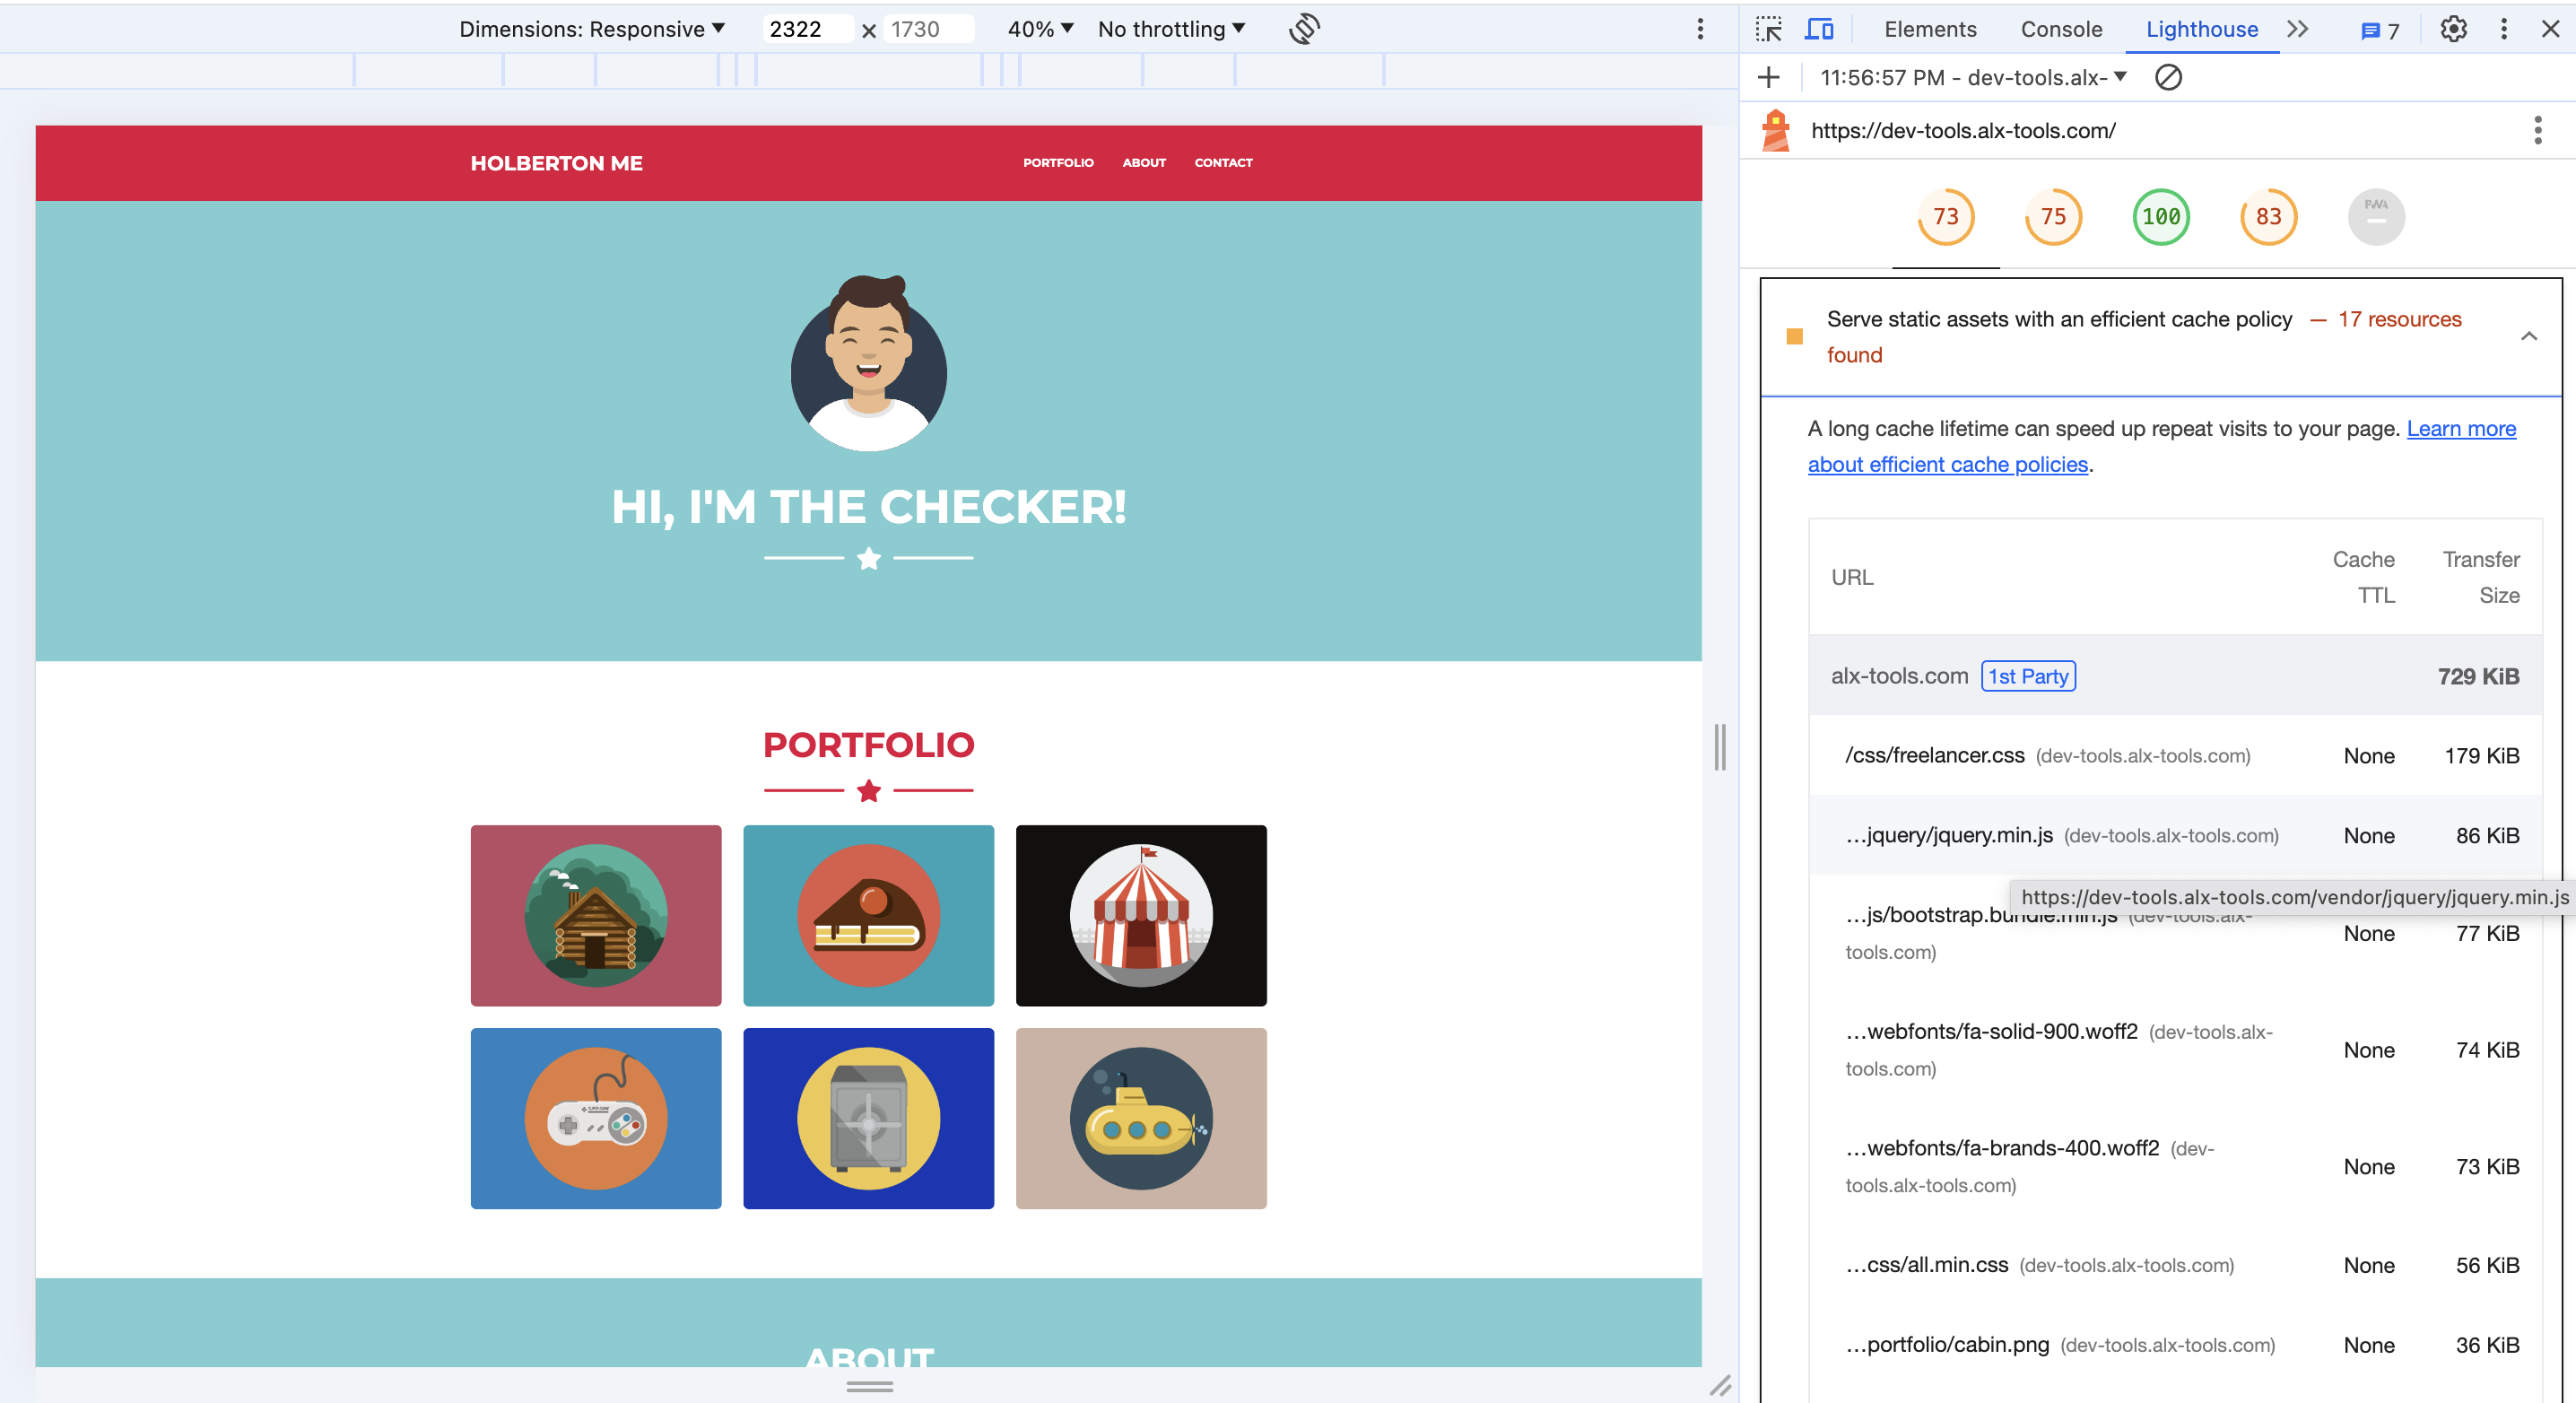 Dimensions: Responsive ▼ 2322 × 1730 40% ▼ No throttling ▼
Elements Console Lighthouse 7
11:56:57 PM - dev-tools.alx- ▼
https://dev-tools.alx-tools.com/
73 75 100 83 PWA
HOLBERTON ME
PORTFOLIO ABOUT CONTACT
HI, I'M THE CHECKER!
PORTFOLIO
ABOUT
Serve static assets with an efficient cache policy — 17 resources
found
A long cache lifetime can speed up repeat visits to your page. Learn more
about efficient cache policies.
URL Cache TTL Transfer Size
alx-tools.com 1st Party 729 KiB
/css/freelancer.css (dev-tools.alx-tools.com) None 179 KiB
…jquery/jquery.min.js (dev-tools.alx-tools.com) None 86 KiB
https://dev-tools.alx-tools.com/vendor/jquery/jquery.min.js
…js/bootstrap.bundle.min.js (dev-tools.alx-
tools.com) None 77 KiB
…webfonts/fa-solid-900.woff2 (dev-tools.alx-
tools.com) None 74 KiB
…webfonts/fa-brands-400.woff2 (dev-
tools.alx-tools.com) None 73 KiB
…css/all.min.css (dev-tools.alx-tools.com) None 56 KiB
…portfolio/cabin.png (dev-tools.alx-tools.com) None 36 KiB